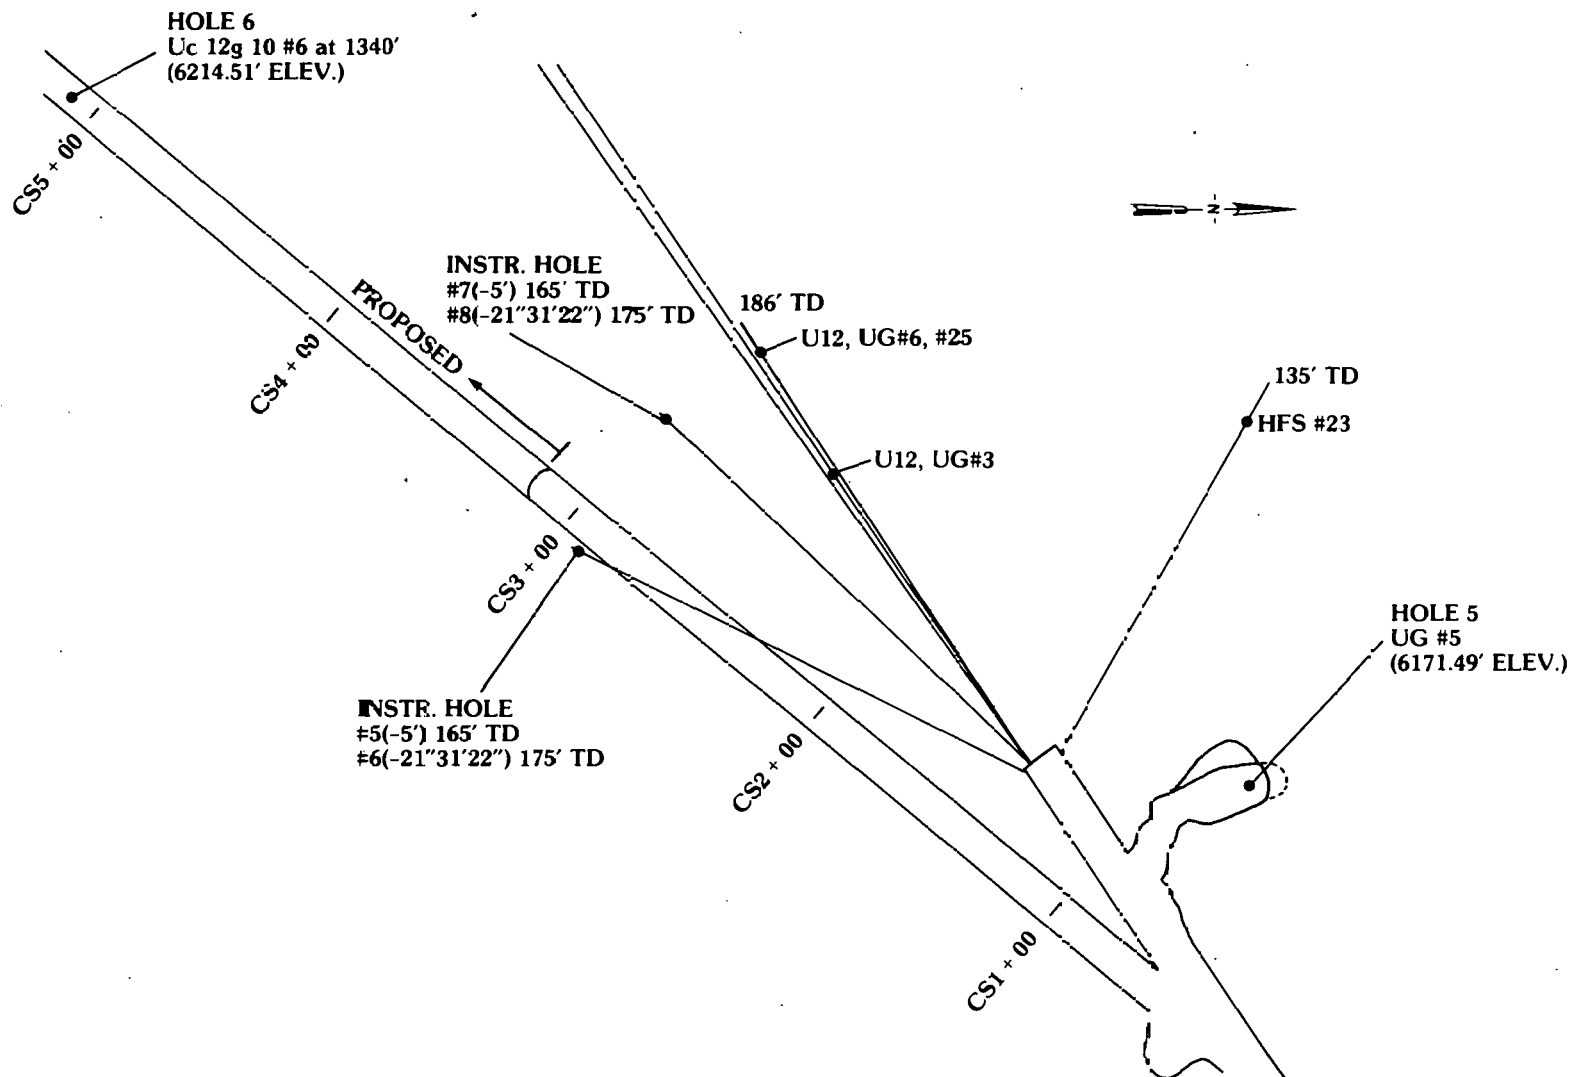 HOLE 6
Uc 12g 10 #6 at 1340′
(6214.51′ ELEV.)
CS5 + 00
N
INSTR. HOLE
#7(-5′) 165′ TD
#8(-21″31′22″) 175′ TD
PROPOSED
186′ TD
U12, UG#6, #25
CS4 + 00
135′ TD
HFS #23
U12, UG#3
CS3 + 00
HOLE 5
UG #5
(6171.49′ ELEV.)
INSTR. HOLE
#5(-5′) 165′ TD
#6(-21″31′22″) 175′ TD
CS2 + 00
CS1 + 00